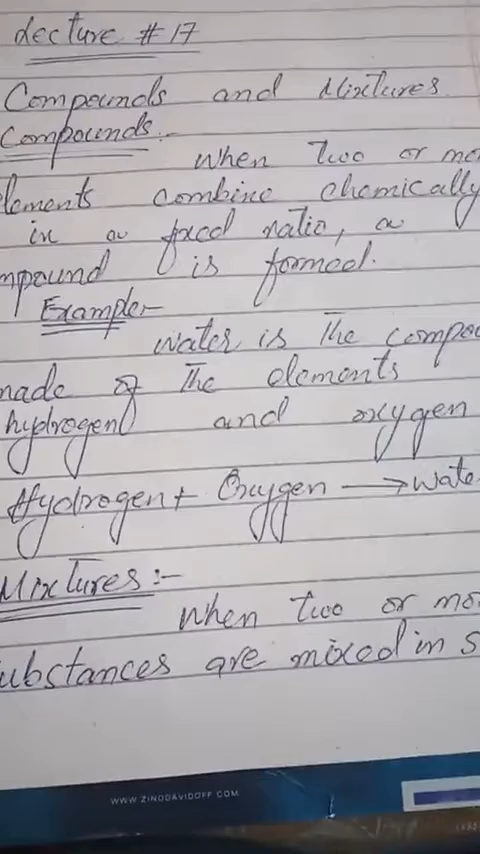 Lecture # 17
Compounds and Mixtures
Compounds:-
When Two or mo
lements combine chemically
in a fixed ratio, a
mpound is formed.
Example:-
water is the compou
made of the elements
hydrogen and oxygen
Hydrogen + Oxygen → wate
Mixtures:-
When two or mo
ubstances are mixed in s
WWW.ZINODAVIDOFF.COM